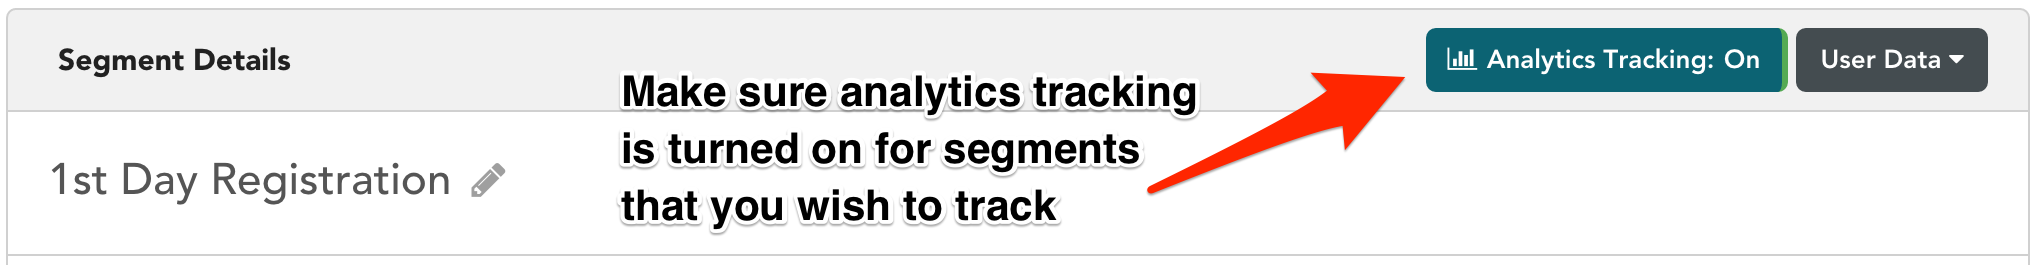 Segment Details
Analytics Tracking: On
User Data
Make sure analytics tracking
is turned on for segments
that you wish to track
1st Day Registration